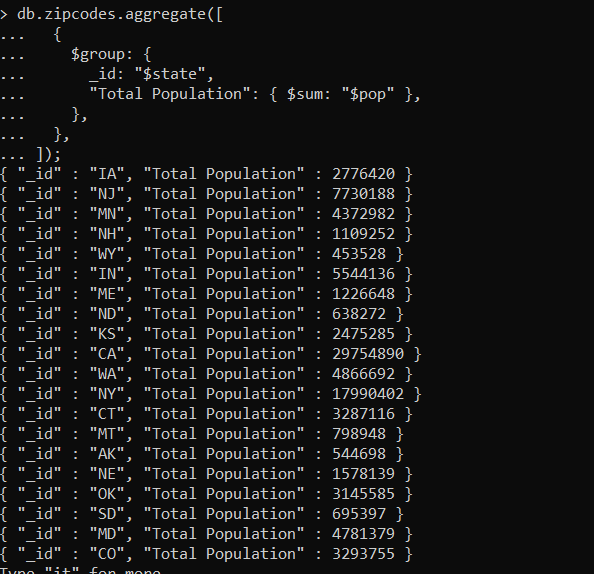 > db.zipcodes.aggregate([
...   {
...     $group: {
...       _id: "$state",
...       "Total Population": { $sum: "$pop" },
...     },
...   },
... ]);
{ "_id" : "IA", "Total Population" : 2776420 }
{ "_id" : "NJ", "Total Population" : 7730188 }
{ "_id" : "MN", "Total Population" : 4372982 }
{ "_id" : "NH", "Total Population" : 1109252 }
{ "_id" : "WY", "Total Population" : 453528 }
{ "_id" : "IN", "Total Population" : 5544136 }
{ "_id" : "ME", "Total Population" : 1226648 }
{ "_id" : "ND", "Total Population" : 638272 }
{ "_id" : "KS", "Total Population" : 2475285 }
{ "_id" : "CA", "Total Population" : 29754890 }
{ "_id" : "WA", "Total Population" : 4866692 }
{ "_id" : "NY", "Total Population" : 17990402 }
{ "_id" : "CT", "Total Population" : 3287116 }
{ "_id" : "MT", "Total Population" : 798948 }
{ "_id" : "AK", "Total Population" : 544698 }
{ "_id" : "NE", "Total Population" : 1578139 }
{ "_id" : "OK", "Total Population" : 3145585 }
{ "_id" : "SD", "Total Population" : 695397 }
{ "_id" : "MD", "Total Population" : 4781379 }
{ "_id" : "CO", "Total Population" : 3293755 }
Type "it" for more